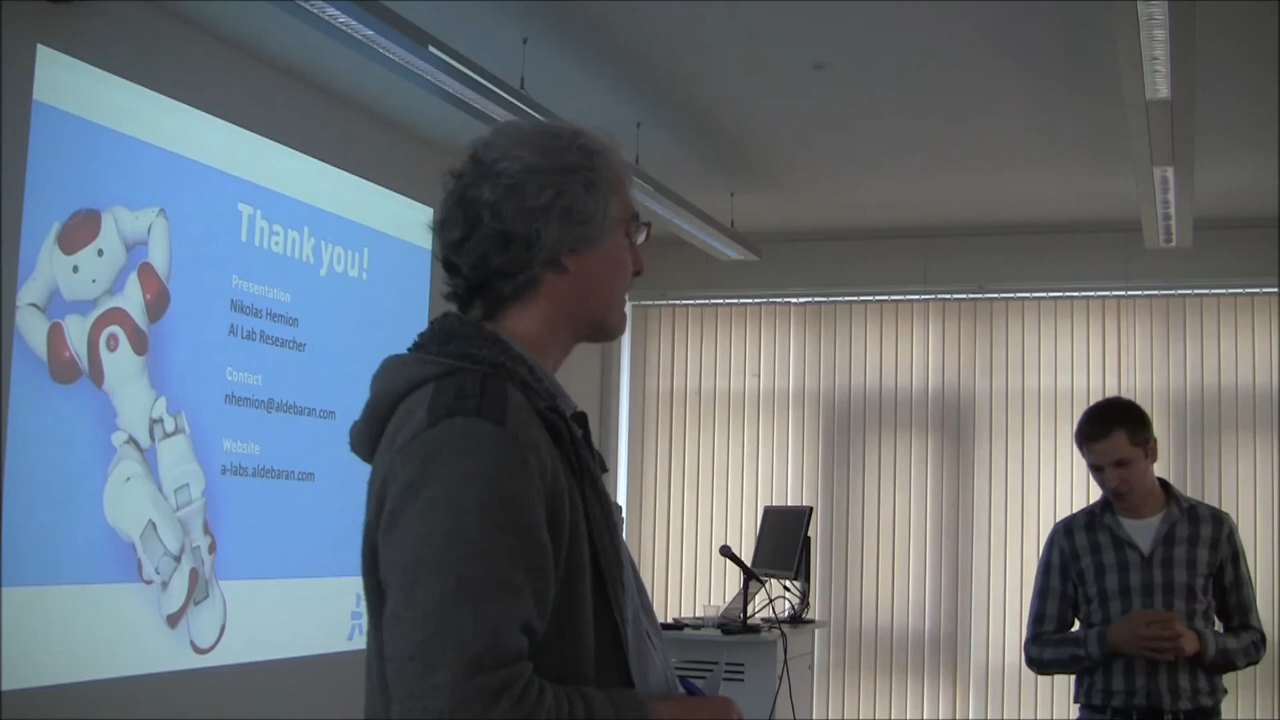 Thank you!
Presentation
Nikolas Hemion
AI Lab Researcher
Contact
nhemion@aldebaran.com
Website
a-labs.aldebaran.com